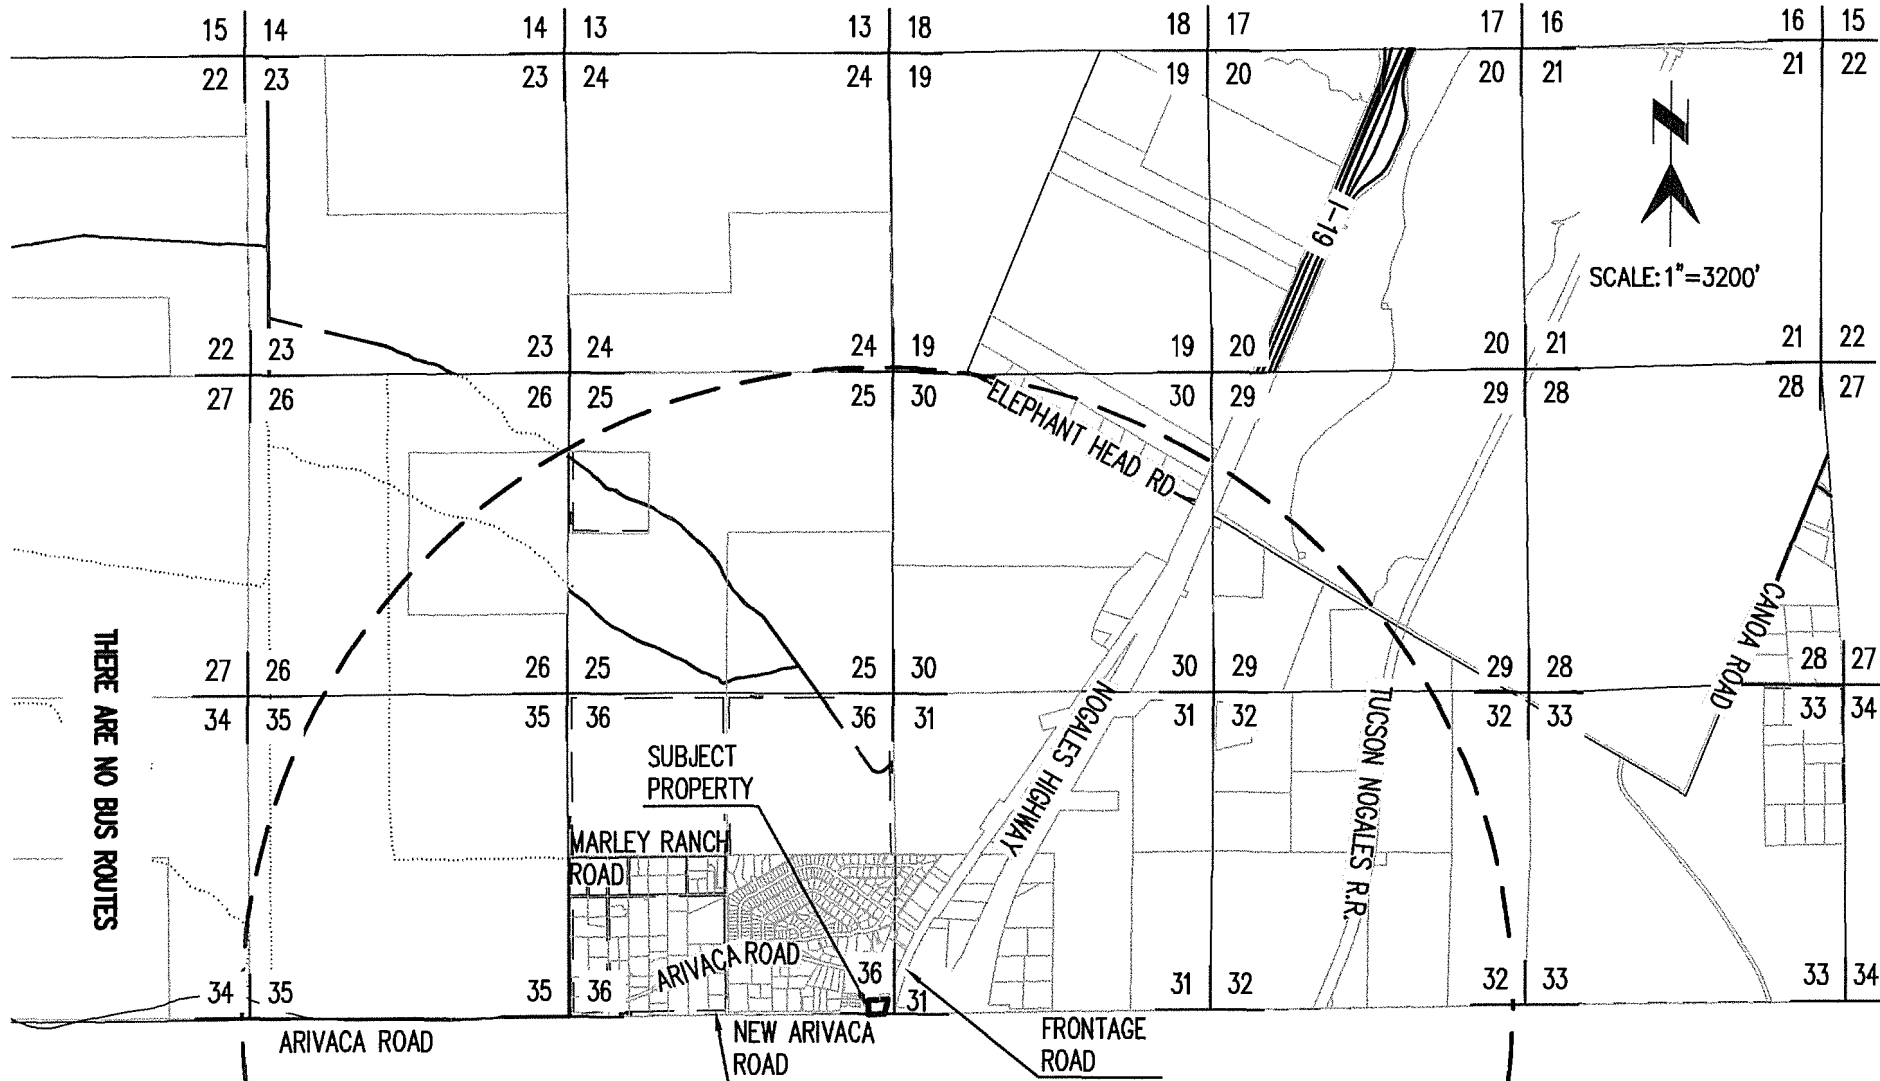 15 14 14 13 13 18 18 17 17 16 16 15
22 23 23 24 24 19 19 20 20 21 21 22
I-19
SCALE: 1"=3200'
22 23 23 24 24 19 19 20 20 21 21 22
27 26 26 25 25 30 30 29 29 28 28 27
ELEPHANT HEAD RD
CANOA ROAD
THERE ARE NO BUS ROUTES
27 26 26 25 25 30 30 29 29 28 28 27
34 35 35 36 36 31 31 32 32 33 33 34
NOGALES HIGHWAY
TUCSON NOGALES R.R.
SUBJECT
PROPERTY
MARLEY RANCH
ROAD
ARIVACA ROAD
36
34 35 35 36 31 31 32 32 33 33 34
ARIVACA ROAD
NEW ARIVACA
ROAD
FRONTAGE
ROAD